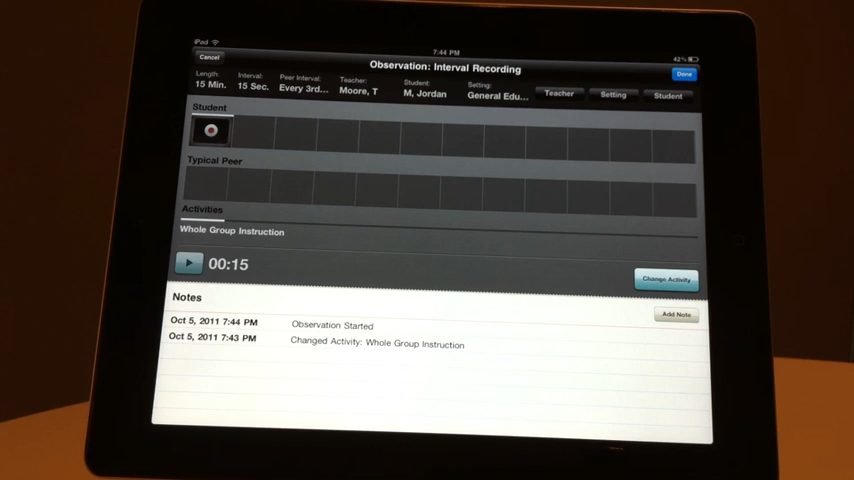 iPad
7:44 PM
42%
Cancel
Observation: Interval Recording
Done
Length: Interval: Peer Interval: Teacher: Student: Setting:
15 Min. 15 Sec. Every 3rd... Moore, T M, Jordan General Edu...
Teacher Setting Student
Student
Typical Peer
Activities
Whole Group Instruction
00:15
Change Activity
Notes
Add Note
Oct 5, 2011 7:44 PM Observation Started
Oct 5, 2011 7:43 PM Changed Activity: Whole Group Instruction